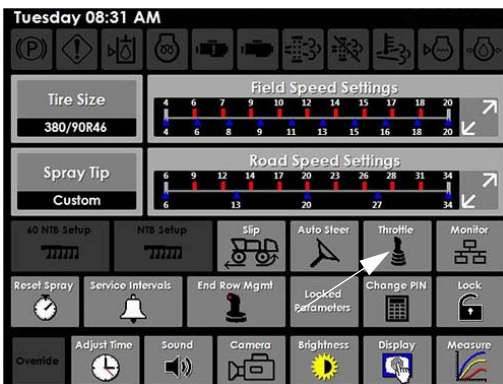 Tuesday 08:31 AM
Tire Size
380/90R46
Field Speed Settings
4 6 7 9 10 12 14 15 17 18 20
4 6 8 9 11 13 15 16 18 20
Spray Tip
Custom
Road Speed Settings
6 9 12 14 17 20 23 26 28 31 34
6 13 20 27 34
60 NTB Setup
NTB Setup
Slip
Auto Steer
Throttle
Monitor
Reset Spray
Service Intervals
End Row Mgmt
Locked
Parameters
Change PIN
Lock
Override
Adjust Time
Sound
Camera
Brightness
Display
Measure